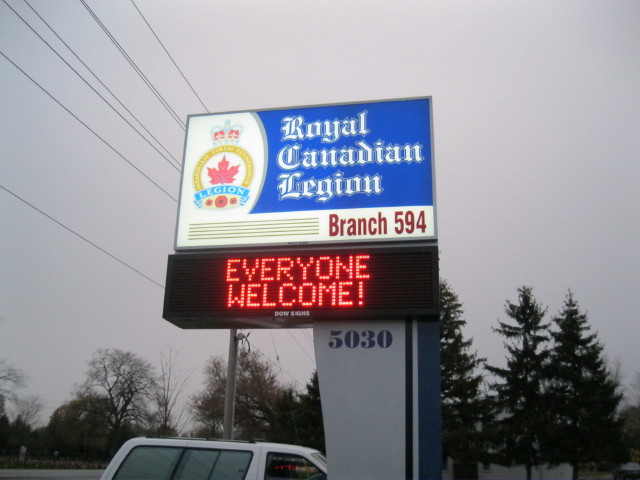 LEGION
Royal
Canadian
Legion
Branch 594
EVERYONE
WELCOME!
DOW SIGNS
5030